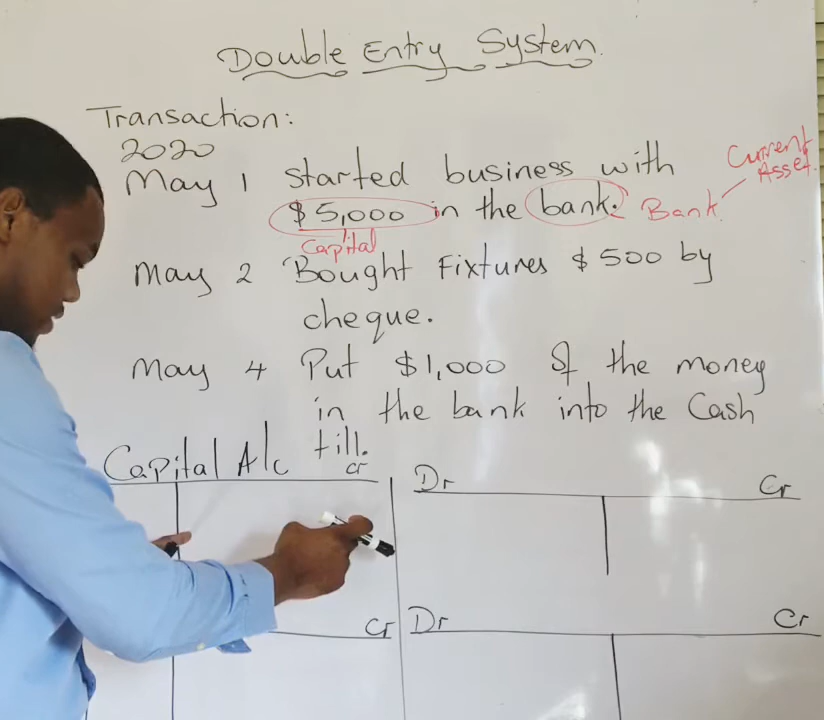 Double Entry System.
Transaction:
2020
May 1 Started business with
$5,000 in the bank. Bank
Current
Asset.
Capital
May 2 Bought Fixtures $500 by
cheque.
May 4 Put $1,000 of the money
in the bank into the Cash
till.
Capital A/c Cr
Dr Cr
Cr Dr Cr